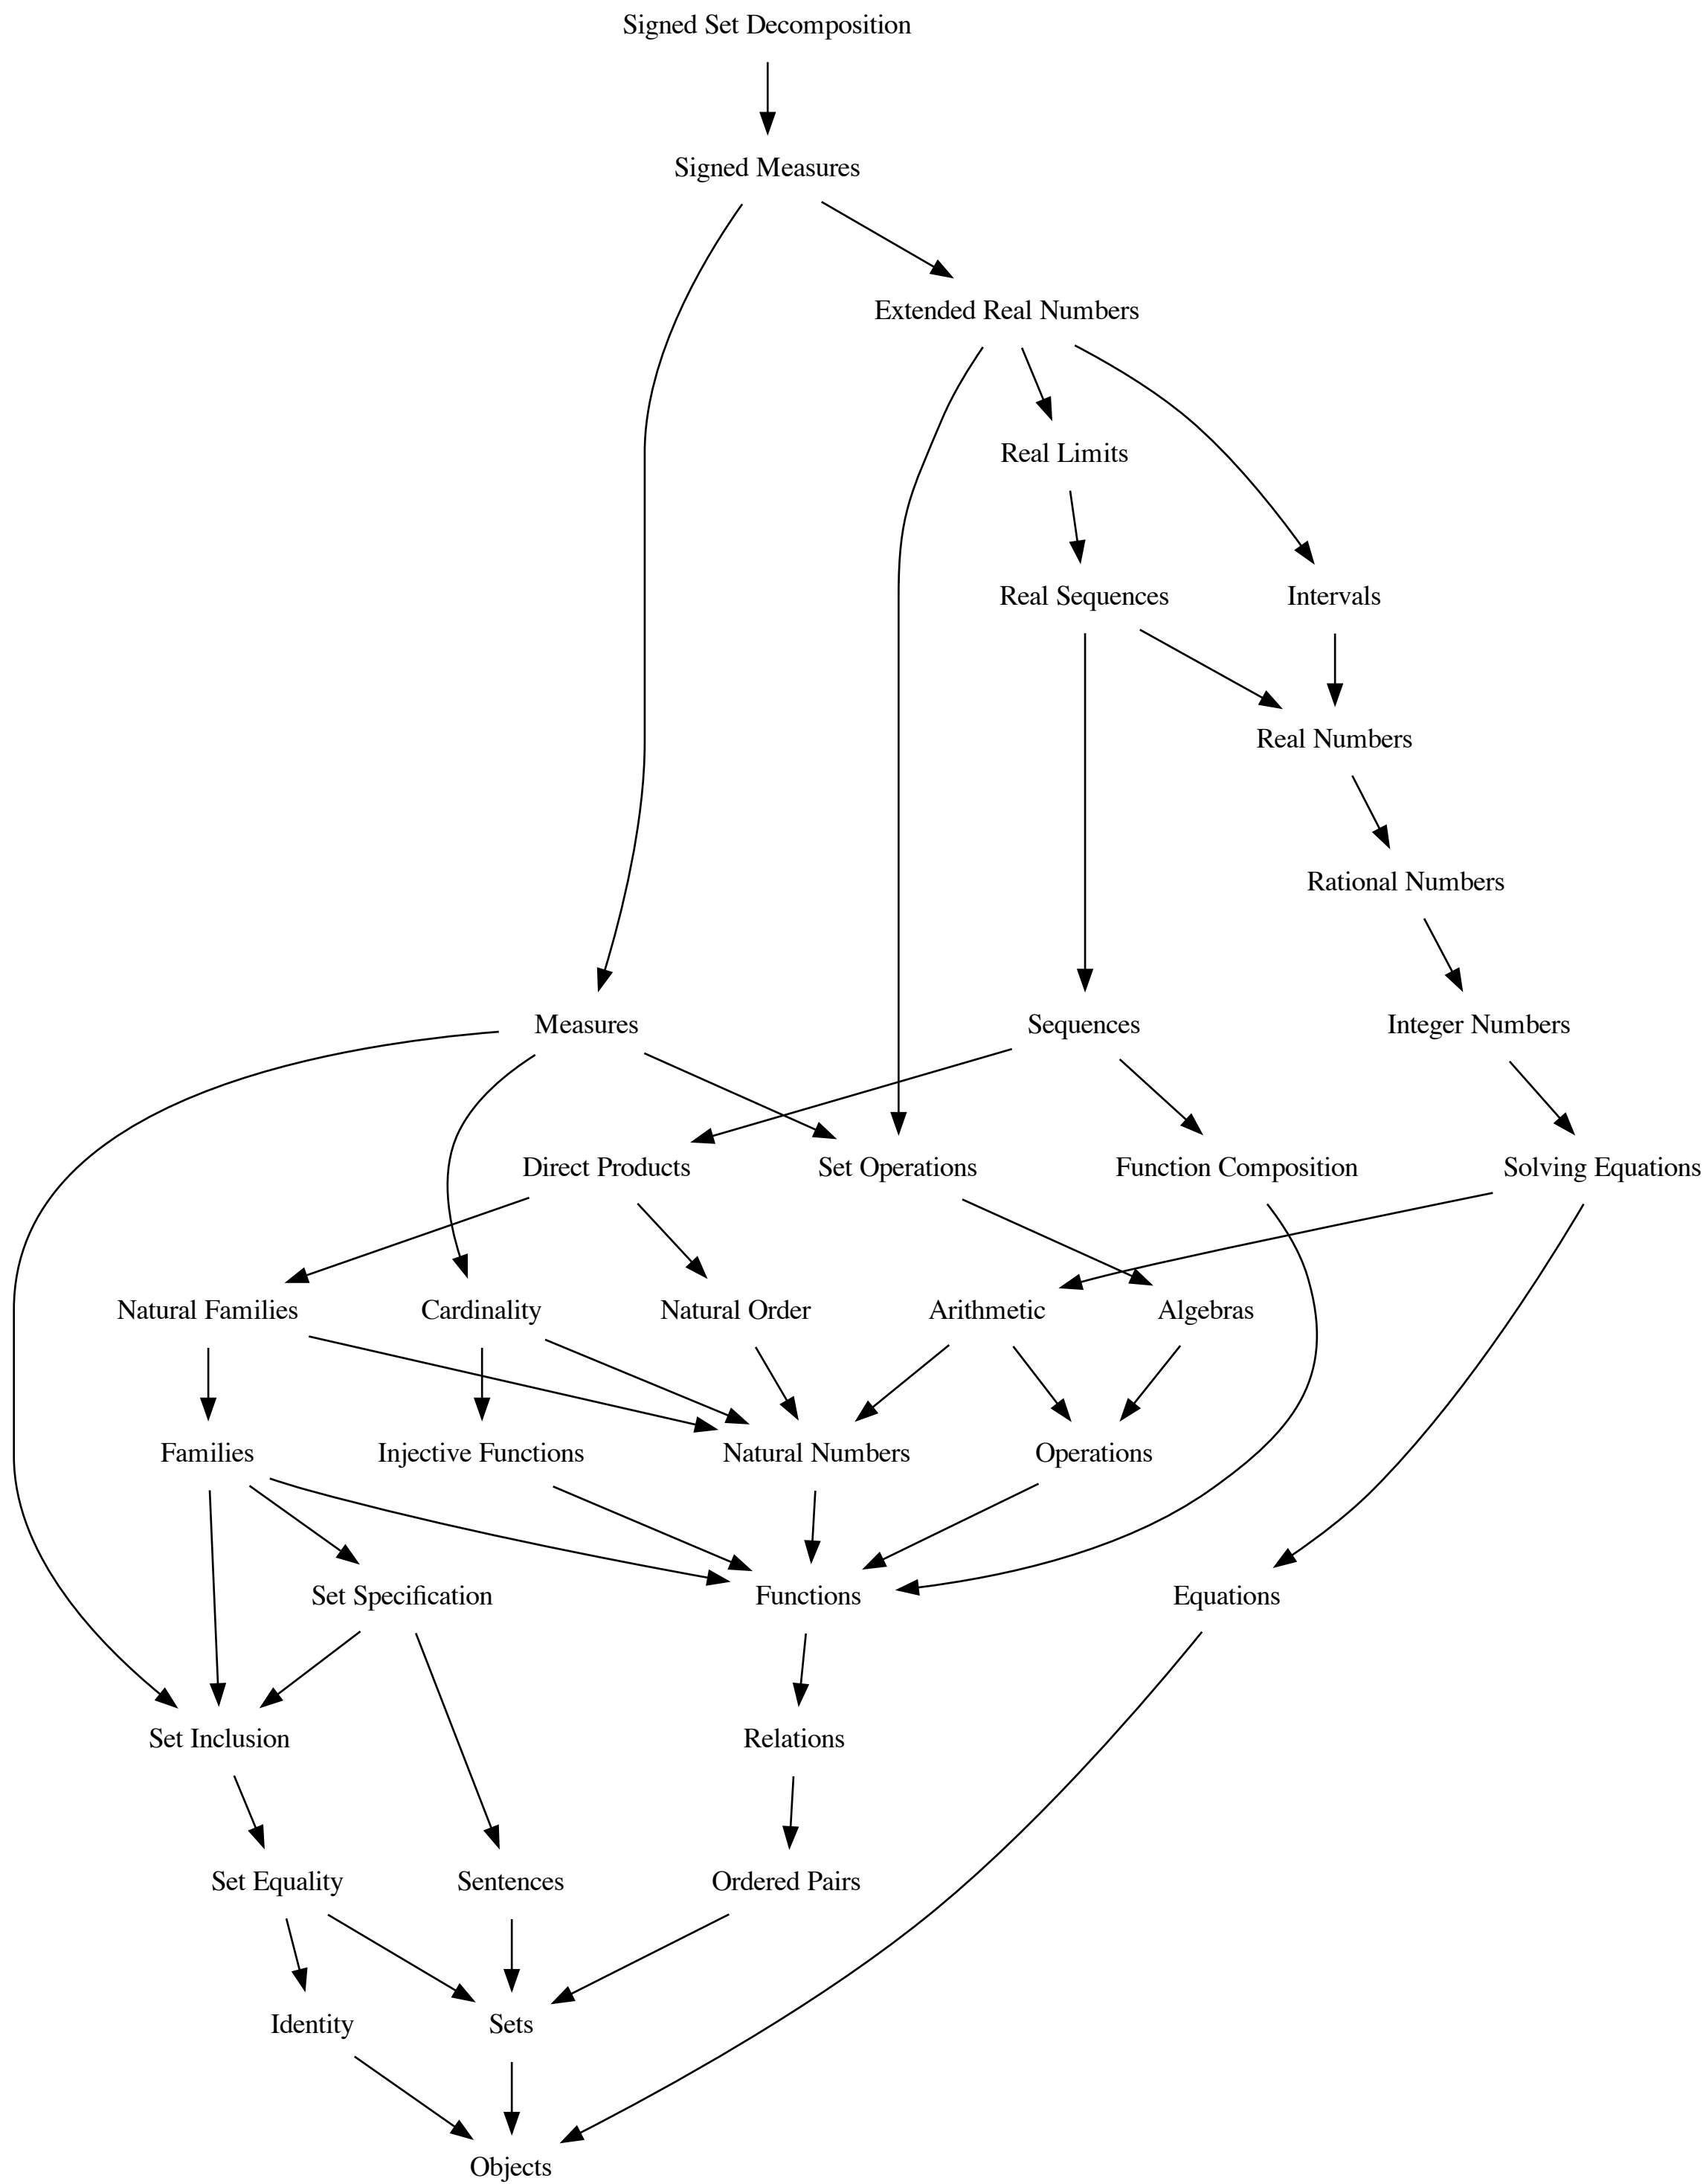 Signed Set Decomposition
Signed Measures
Extended Real Numbers
Real Limits
Real Sequences
Intervals
Real Numbers
Rational Numbers
Measures
Sequences
Integer Numbers
Direct Products
Set Operations
Function Composition
Solving Equations
Natural Families
Cardinality
Natural Order
Arithmetic
Algebras
Families
Injective Functions
Natural Numbers
Operations
Set Specification
Functions
Equations
Set Inclusion
Relations
Set Equality
Sentences
Ordered Pairs
Identity
Sets
Objects